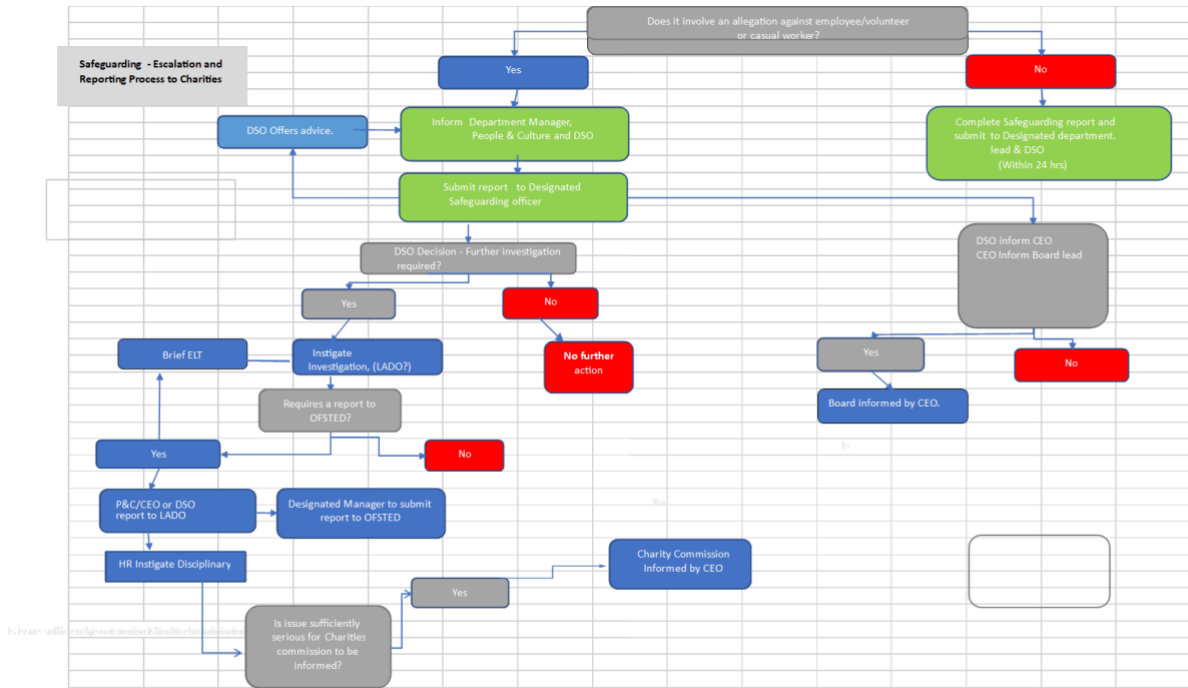 Does it involve an allegation against employee/volunteer
or casual worker?
Safeguarding - Escalation and
Reporting Process to Charities
Yes
No
DSO Offers advice.
Inform Department Manager,
People & Culture and DSO
Complete Safeguarding report and
submit to Designated department.
lead & DSO
(Within 24 hrs)
Submit report to Designated
Safeguarding officer
DSO inform CEO
CEO Inform Board lead
DSO Decision - Further investigation
required?
Yes
No
Brief ELT
Instigate
Investigation, (LADO?)
No further
action
Yes
No
Requires a report to
OFSTED?
Board informed by CEO.
Yes
No
Yes
P&C/CEO or DSO
report to LADO
Designated Manager to submit
report to OFSTED
HR Instigate Disciplinary
Charity Commission
Informed by CEO
Yes
Is issue sufficiently
serious for Charities
commission to be
informed?